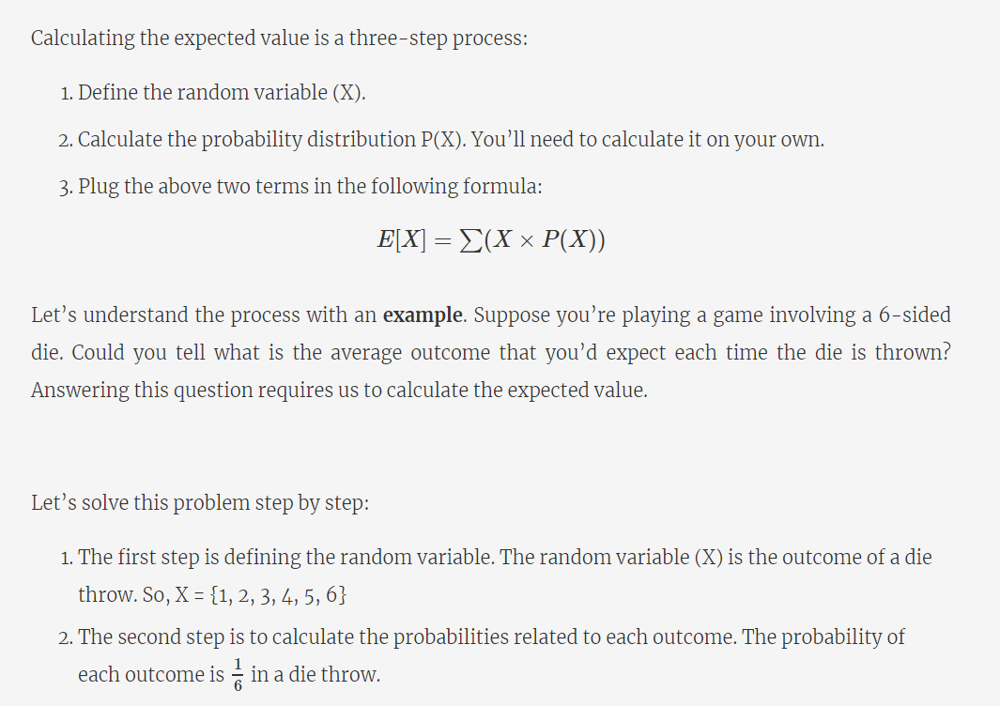 Calculating the expected value is a three-step process:
1. Define the random variable (X).
2. Calculate the probability distribution P(X). You’ll need to calculate it on your own.
3. Plug the above two terms in the following formula:
E[X] = ∑(X × P(X))
Let’s understand the process with an example. Suppose you’re playing a game involving a 6-sided
die. Could you tell what is the average outcome that you’d expect each time the die is thrown?
Answering this question requires us to calculate the expected value.
Let’s solve this problem step by step:
1. The first step is defining the random variable. The random variable (X) is the outcome of a die
throw. So, X = {1, 2, 3, 4, 5, 6}
2. The second step is to calculate the probabilities related to each outcome. The probability of
each outcome is 1/6 in a die throw.